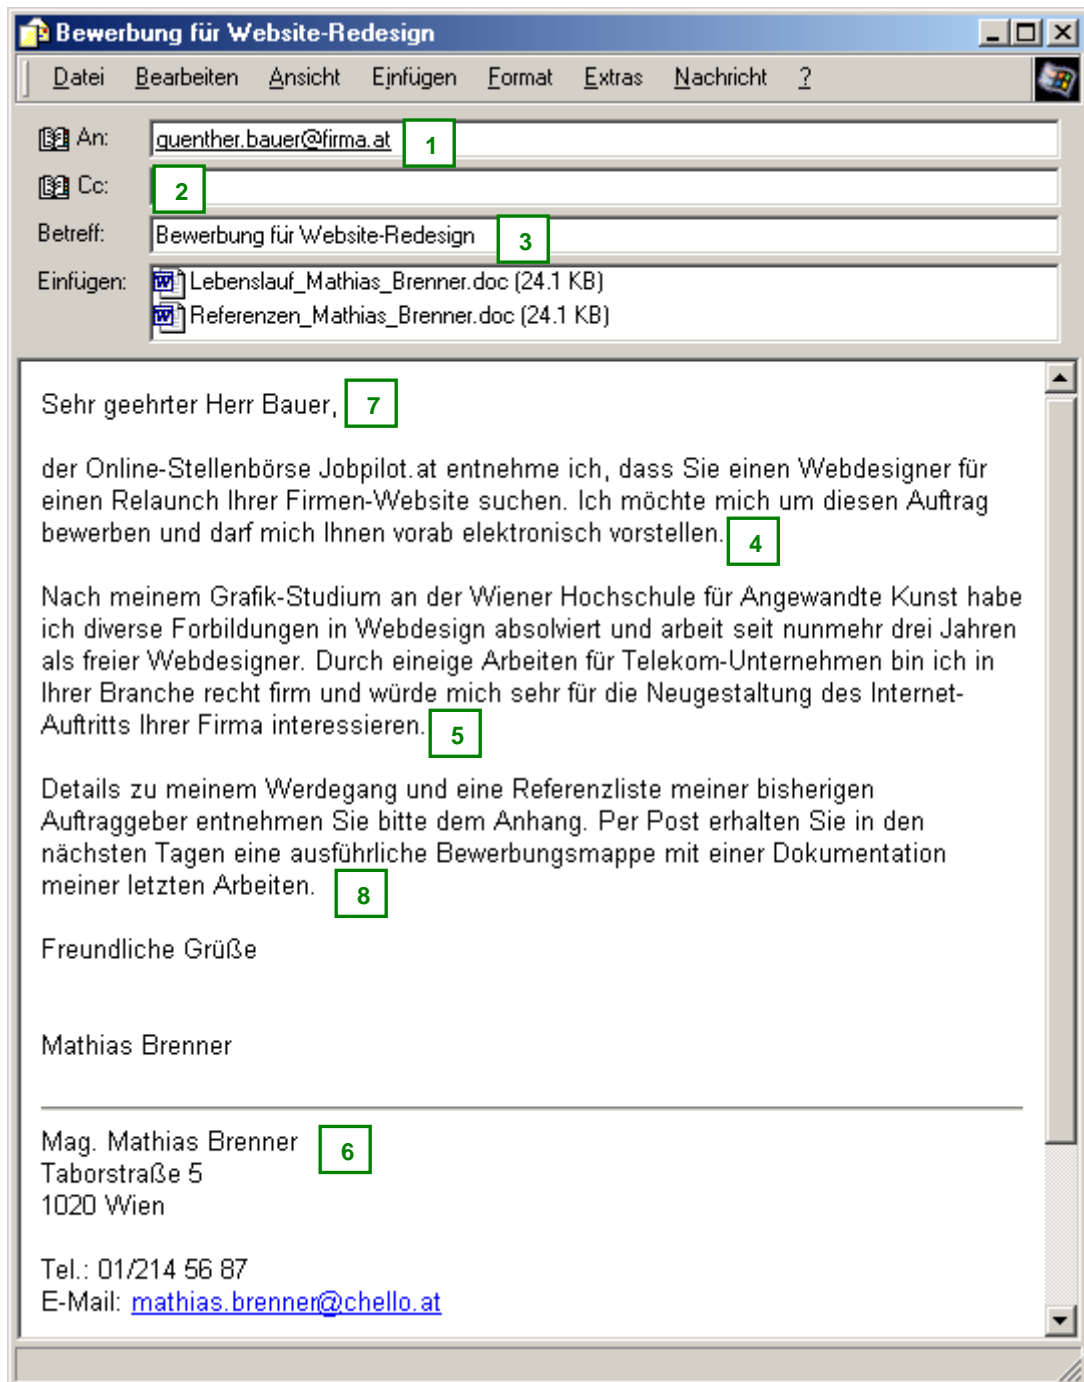 Bewerbung für Website-Redesign
Datei Bearbeiten Ansicht Einfügen Format Extras Nachricht ?
An: guenther.bauer@firma.at 1
Cc: 2
Betreff: Bewerbung für Website-Redesign 3
Einfügen: Lebenslauf_Mathias_Brenner.doc (24.1 KB)
Referenzen_Mathias_Brenner.doc (24.1 KB)
Sehr geehrter Herr Bauer, 7
der Online-Stellenbörse Jobpilot.at entnehme ich, dass Sie einen Webdesigner für
einen Relaunch Ihrer Firmen-Website suchen. Ich möchte mich um diesen Auftrag
bewerben und darf mich Ihnen vorab elektronisch vorstellen. 4
Nach meinem Grafik-Studium an der Wiener Hochschule für Angewandte Kunst habe
ich diverse Forbildungen in Webdesign absolviert und arbeit seit nunmehr drei Jahren
als freier Webdesigner. Durch eineige Arbeiten für Telekom-Unternehmen bin ich in
Ihrer Branche recht firm und würde mich sehr für die Neugestaltung des Internet-
Auftritts Ihrer Firma interessieren. 5
Details zu meinem Werdegang und eine Referenzliste meiner bisherigen
Auftraggeber entnehmen Sie bitte dem Anhang. Per Post erhalten Sie in den
nächsten Tagen eine ausführliche Bewerbungsmappe mit einer Dokumentation
meiner letzten Arbeiten. 8
Freundliche Grüße
Mathias Brenner
Mag. Mathias Brenner 6
Taborstraße 5
1020 Wien
Tel.: 01/214 56 87
E-Mail: mathias.brenner@chello.at